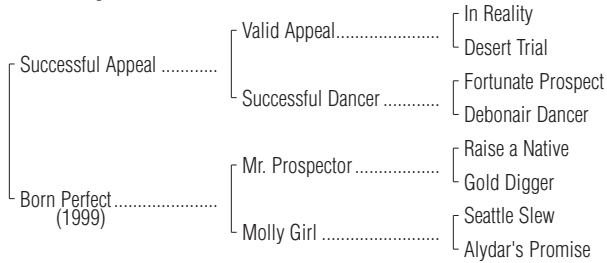 In Reality
Valid Appeal
Desert Trial
Successful Appeal
Fortunate Prospect
Successful Dancer
Debonair Dancer
Raise a Native
Mr. Prospector
Gold Digger
Born Perfect
(1999)
Seattle Slew
Molly Girl
Alydar's Promise